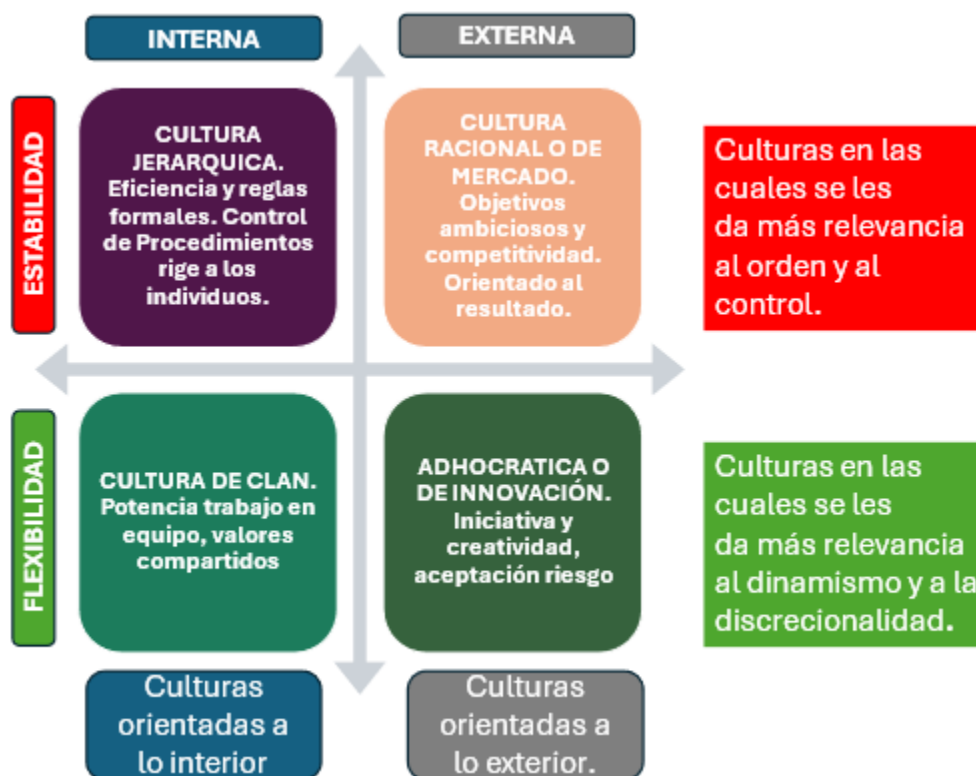 INTERNA
EXTERNA
ESTABILIDAD
CULTURA
JERARQUICA.
Eficiencia y reglas
formales. Control
de Procedimientos
rige a los
individuos.
CULTURA
RACIONAL O DE
MERCADO.
Objetivos
ambiciosos y
competitividad.
Orientado al
resultado.
Culturas en las
cuales se les
da más relevancia
al orden y al
control.
FLEXIBILIDAD
CULTURA DE CLAN.
Potencia trabajo en
equipo, valores
compartidos
ADHOCRATICA O
DE INNOVACIÓN.
Iniciativa y
creatividad,
aceptación riesgo
Culturas en las
cuales se les
da más relevancia
al dinamismo y a la
discrecionalidad.
Culturas
orientadas a
lo interior
Culturas
orientadas a
lo exterior.